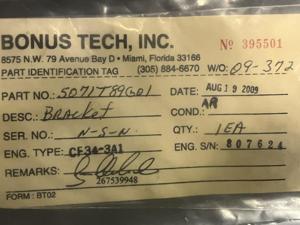 BONUS TECH, INC. № 395501
8575 N.W. 79 Avenue Bay D • Miami, Florida 33166
PART IDENTIFICATION TAG (305) 884-6670 W/O: 09-372
PART NO.: 5071T89G01 DATE: AUG 19 2009
DESC.: Bracket COND.: AR
SER. NO.: N-S-N QTY.: 1EA
ENG. TYPE: CF34-3A1 ENG. S/N: 807624
REMARKS:
267539948
FORM : BT02